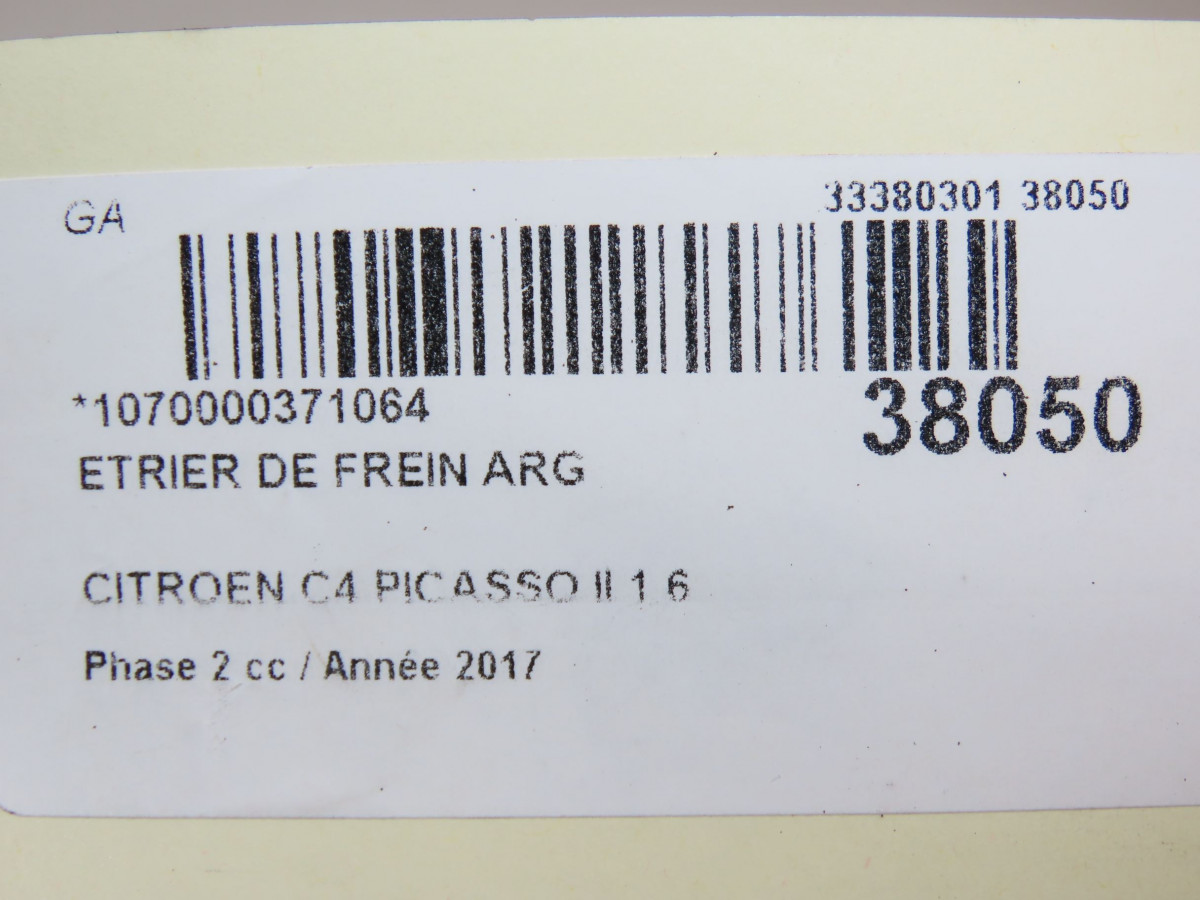 GA
33380301 38050
*1070000371064
38050
ETRIER DE FREIN ARG
CITROEN C4 PICASSO II 1 6
Phase 2 cc / Année 2017